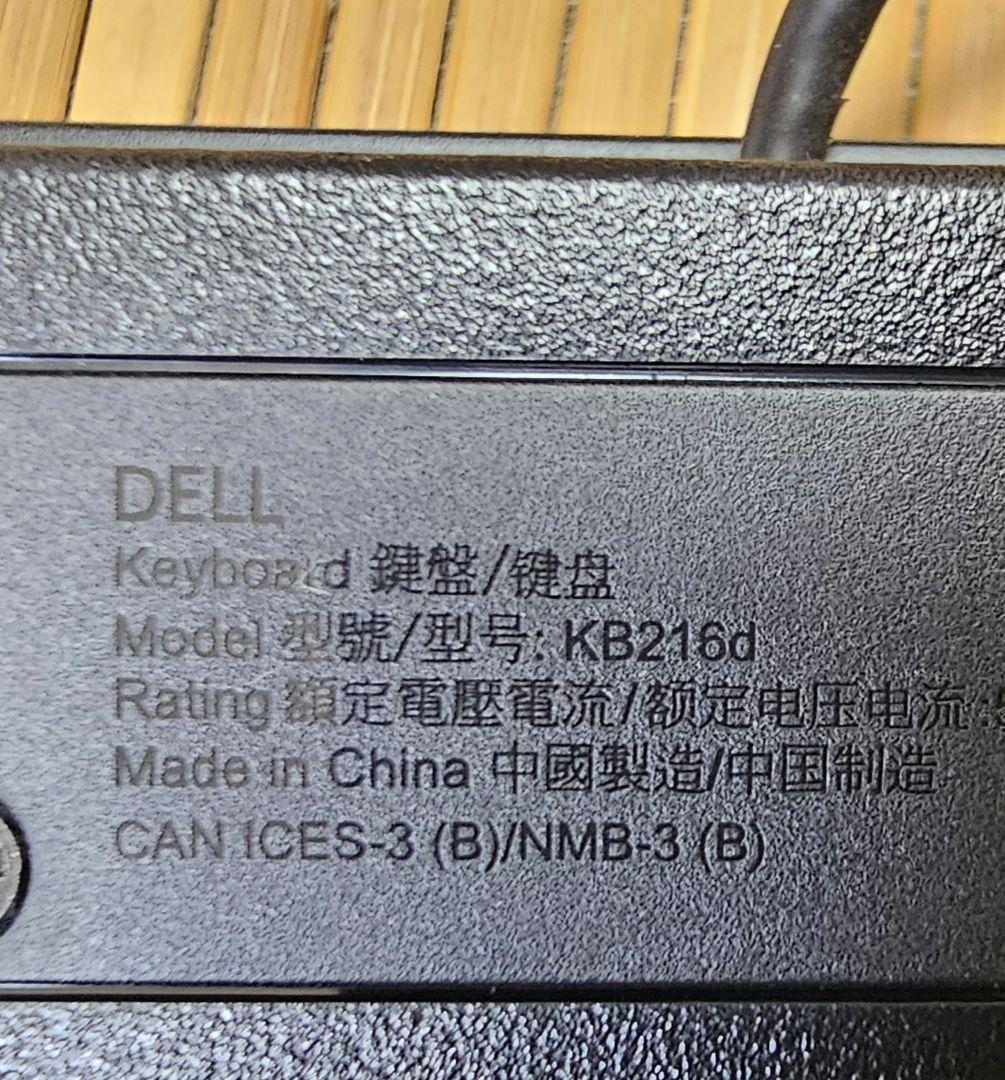 DELL
Keyboard 鍵盤/键盘
Model 型號/型号: KB216d
Rating 額定電壓電流/额定电压电流 :
Made in China 中國製造/中国制造
CAN ICES-3 (B)/NMB-3 (B)